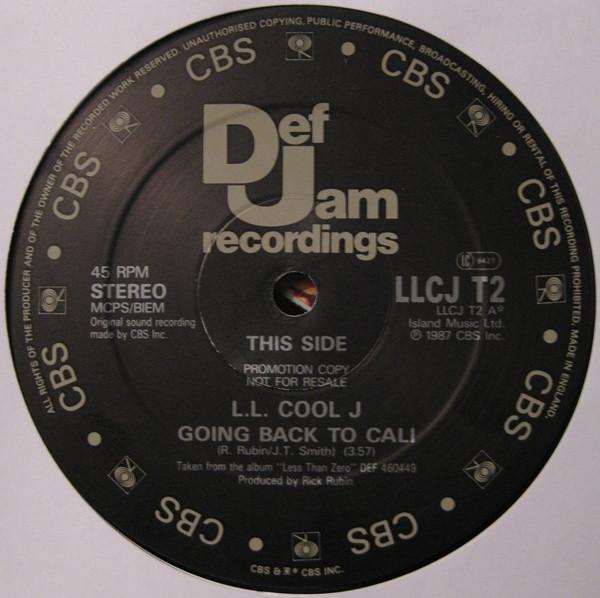 ALL RIGHTS OF THE PRODUCER AND OF THE OWNER OF THE RECORDED WORK RESERVED. UNAUTHORISED COPYING, PUBLIC PERFORMANCE, BROADCASTING, HIRING OR RENTAL OF THIS RECORDING PROHIBITED. MADE IN ENGLAND.
CBS
CBS
CBS
CBS
CBS
CBS
CBS
CBS
Def
Jam
recordings
45 RPM
STEREO
MCPS/BIEM
Original sound recording
made by CBS Inc.
LC
LLCJ T2
LLCJ T2 A*
Island Music Ltd.
℗ 1987 CBS Inc.
THIS SIDE
PROMOTION COPY
NOT FOR RESALE
L.L. COOL J
GOING BACK TO CALI
(R. Rubin/J.T. Smith) (3.57)
Taken from the album "Less Than Zero" DEF 460449
Produced by Rick Rubin
CBS & ® CBS INC.